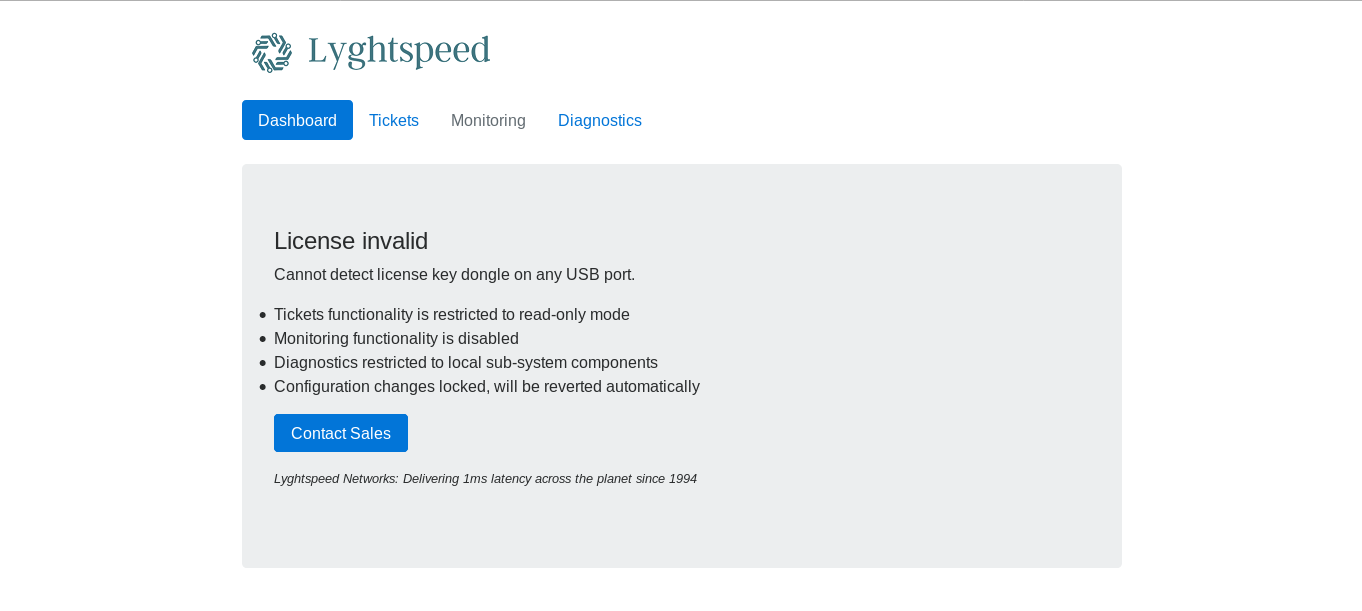 Lyghtspeed
Dashboard Tickets Monitoring Diagnostics
License invalid
Cannot detect license key dongle on any USB port.
• Tickets functionality is restricted to read-only mode
• Monitoring functionality is disabled
• Diagnostics restricted to local sub-system components
• Configuration changes locked, will be reverted automatically
Contact Sales
Lyghtspeed Networks: Delivering 1ms latency across the planet since 1994